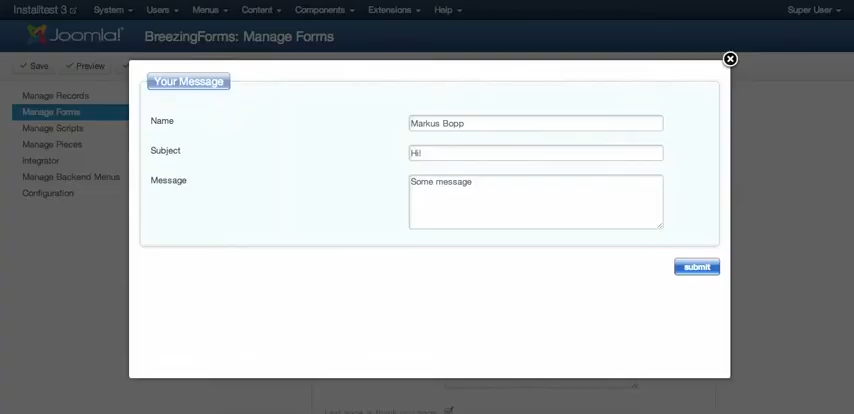 Installtest 3 System Users Menus Content Components Extensions Help Super User
Joomla! BreezingForms: Manage Forms
Save Preview
Your Message
Manage Records
Manage Forms
Manage Scripts
Manage Pieces
Integrator
Manage Backend Menus
Configuration
Name Markus Bopp
Subject Hi!
Message Some message
submit